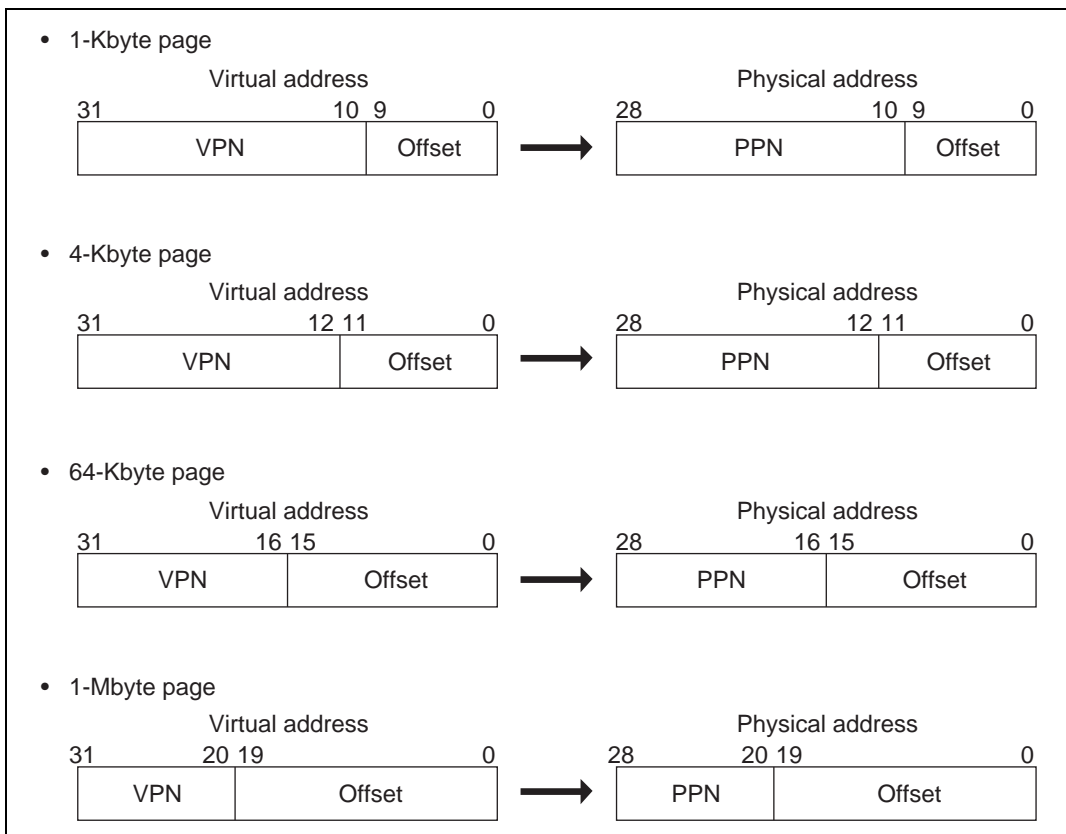 • 1-Kbyte page
Virtual address Physical address
31 10 9 0 28 10 9 0
VPN Offset PPN Offset
• 4-Kbyte page
Virtual address Physical address
31 12 11 0 28 12 11 0
VPN Offset PPN Offset
• 64-Kbyte page
Virtual address Physical address
31 16 15 0 28 16 15 0
VPN Offset PPN Offset
• 1-Mbyte page
Virtual address Physical address
31 20 19 0 28 20 19 0
VPN Offset PPN Offset